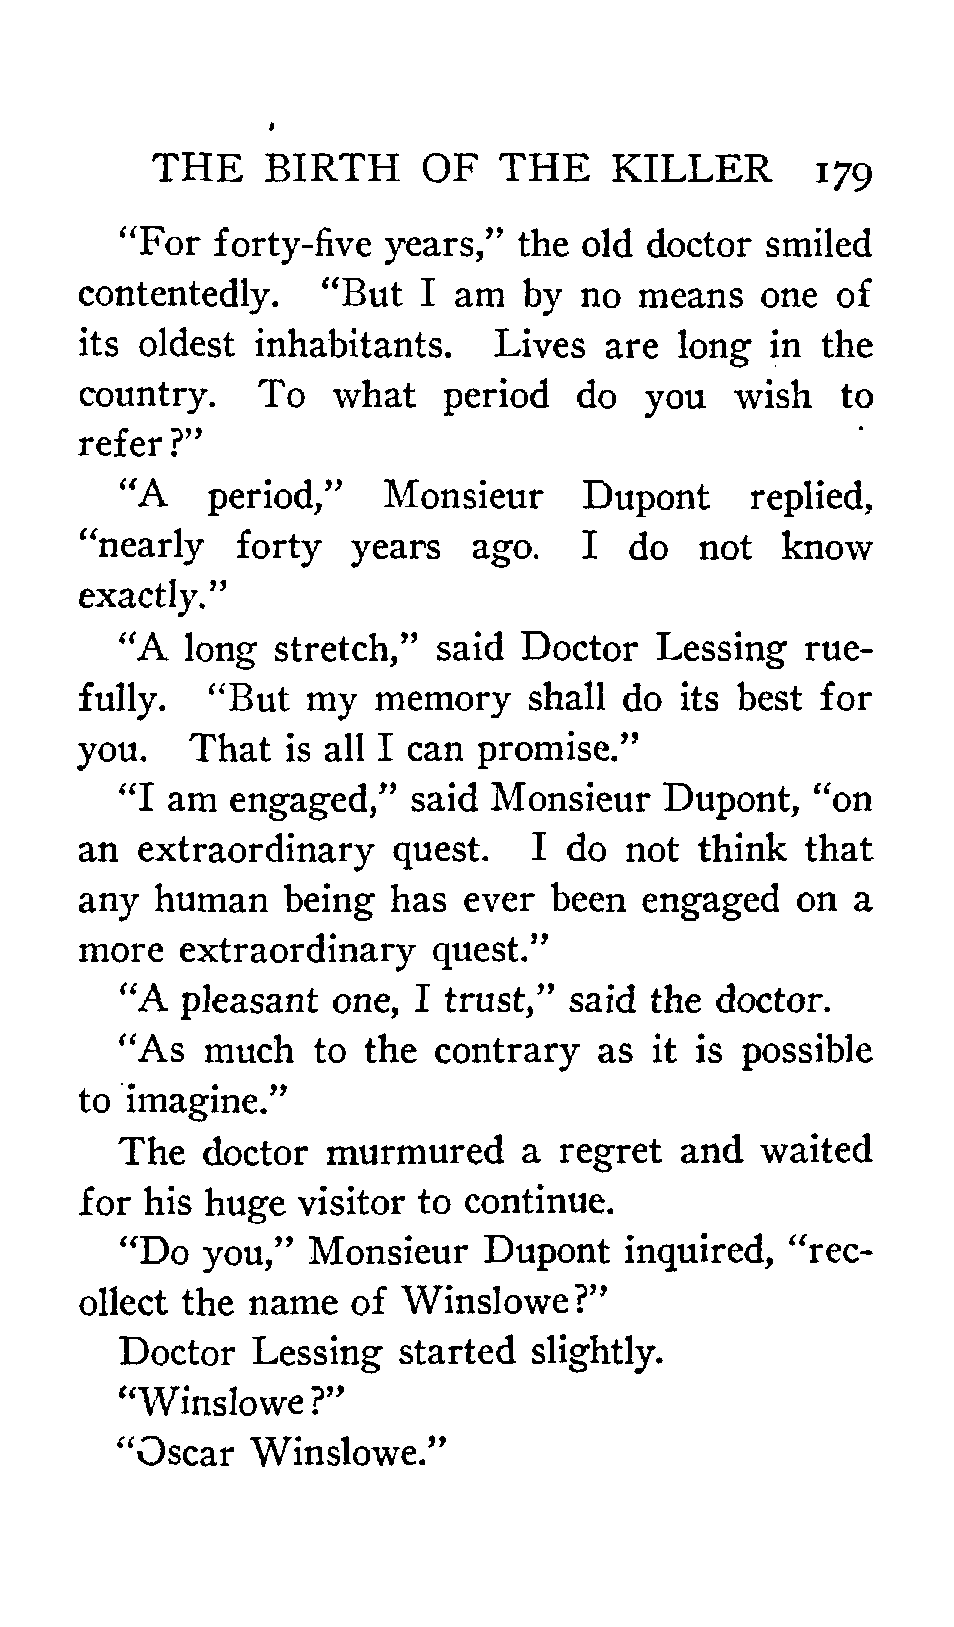 THE BIRTH OF THE KILLER 179
“For forty-five years,” the old doctor smiled
contentedly. “But I am by no means one of
its oldest inhabitants. Lives are long in the
country. To what period do you wish to
refer?”
“A period,” Monsieur Dupont replied,
“nearly forty years ago. I do not know
exactly.”
“A long stretch,” said Doctor Lessing rue-
fully. “But my memory shall do its best for
you. That is all I can promise.”
“I am engaged,” said Monsieur Dupont, “on
an extraordinary quest. I do not think that
any human being has ever been engaged on a
more extraordinary quest.”
“A pleasant one, I trust,” said the doctor.
“As much to the contrary as it is possible
to imagine.”
The doctor murmured a regret and waited
for his huge visitor to continue.
“Do you,” Monsieur Dupont inquired, “rec-
ollect the name of Winslowe?”
Doctor Lessing started slightly.
“Winslowe?”
“Oscar Winslowe.”